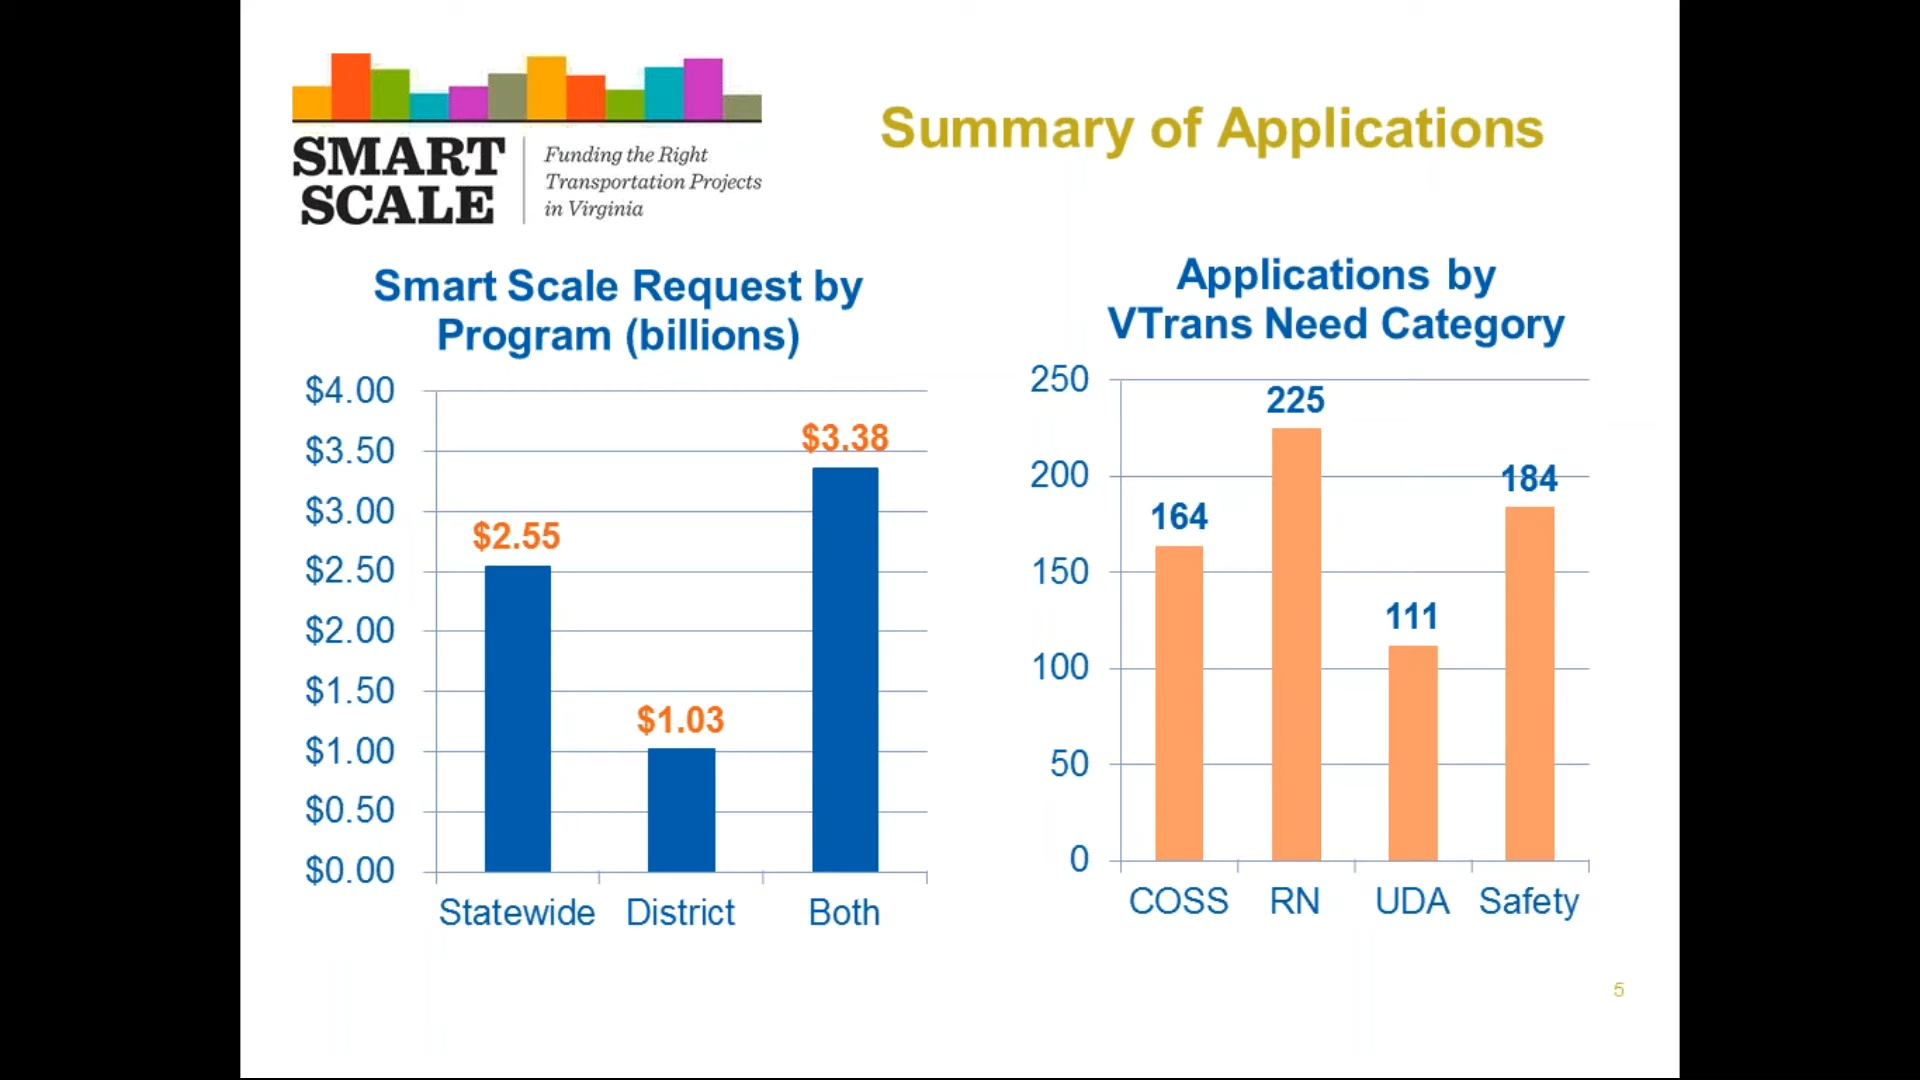 SMART
SCALE
Funding the Right
Transportation Projects
in Virginia
Summary of Applications
Smart Scale Request by
Program (billions)
$4.00
$3.50
$3.00
$2.50
$2.00
$1.50
$1.00
$0.50
$0.00
$2.55
$1.03
$3.38
Statewide District Both
Applications by
VTrans Need Category
250
200
150
100
50
0
164
225
111
184
COSS RN UDA Safety
5